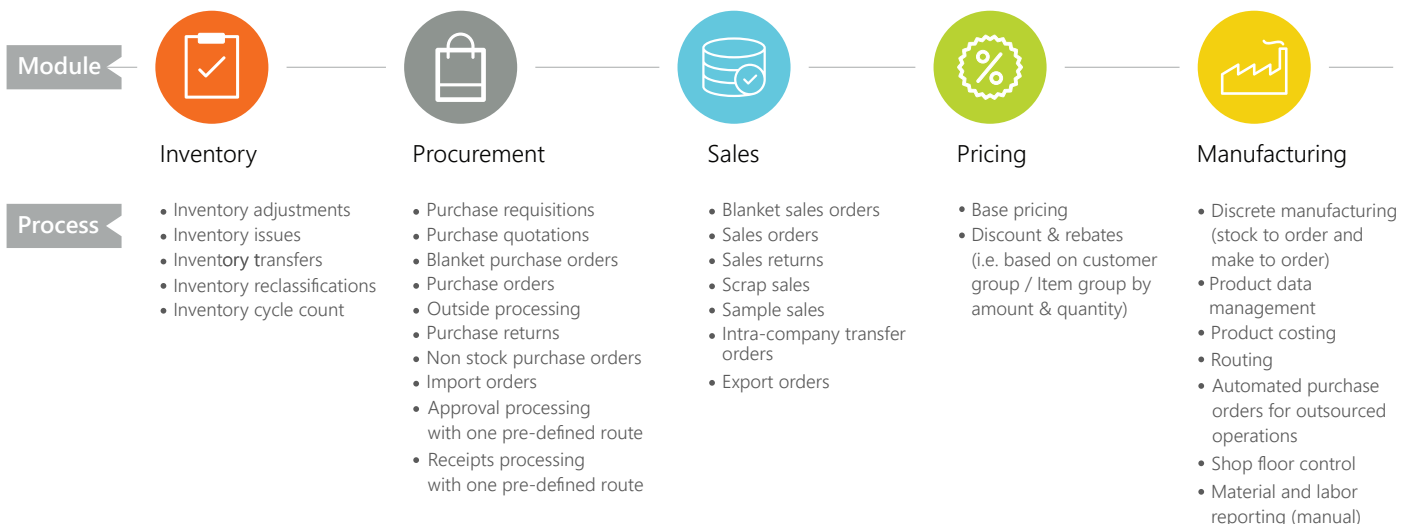 Module
Inventory
Procurement
Sales
Pricing
Manufacturing
Process
• Inventory adjustments
• Inventory issues
• Inventory transfers
• Inventory reclassifications
• Inventory cycle count
• Purchase requisitions
• Purchase quotations
• Blanket purchase orders
• Purchase orders
• Outside processing
• Purchase returns
• Non stock purchase orders
• Import orders
• Approval processing
with one pre-defined route
• Receipts processing
with one pre-defined route
• Blanket sales orders
• Sales orders
• Sales returns
• Scrap sales
• Sample sales
• Intra-company transfer
orders
• Export orders
• Base pricing
• Discount & rebates
(i.e. based on customer
group / Item group by
amount & quantity)
• Discrete manufacturing
(stock to order and
make to order)
• Product data
management
• Product costing
• Routing
• Automated purchase
orders for outsourced
operations
• Shop floor control
• Material and labor
reporting (manual)